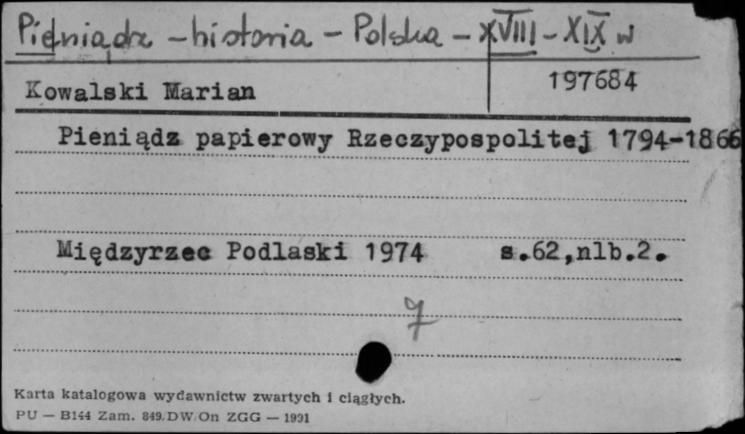 Pieniądz - historia - Polska - XVIII - XIX w
Kowalski Marian 197684
Pieniądz papierowy Rzeczypospolitej 1794-1866
Międzyrzec Podlaski 1974 s.62,nlb.2.
7
Karta katalogowa wydawnictw zwartych i ciągłych.
PU — B144 Zam. 849.DW.On ZGG — 1991